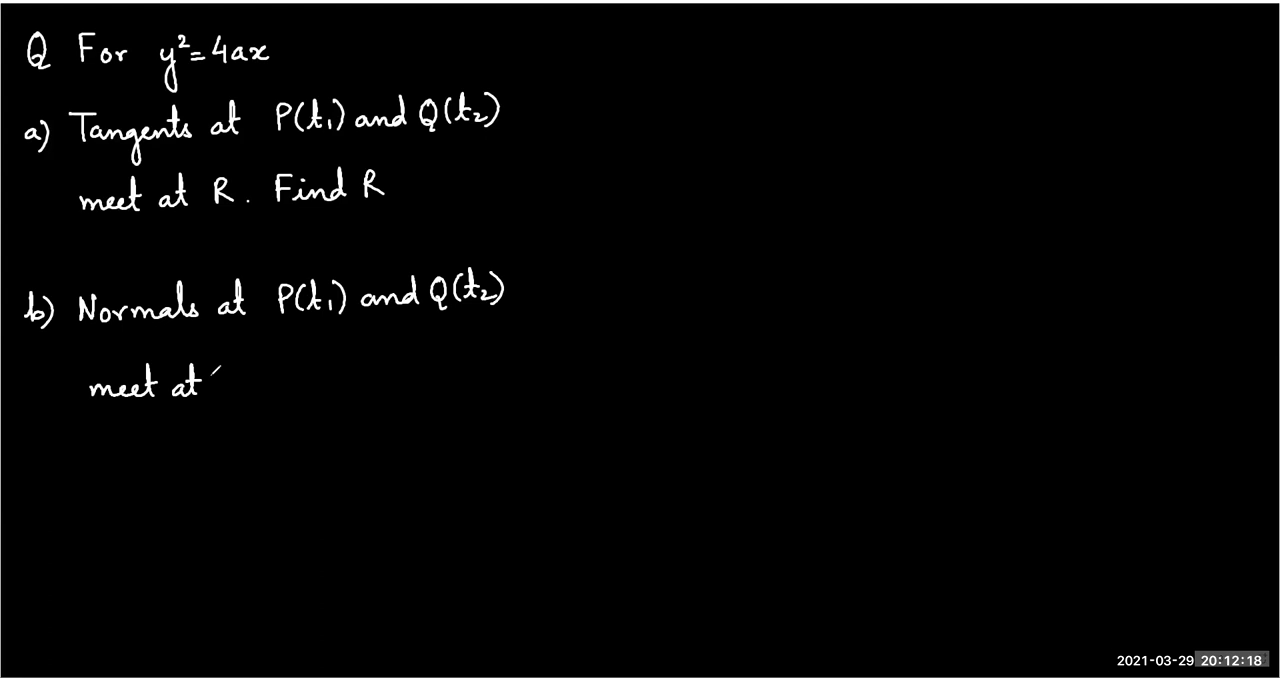 Q For y²=4ax
a) Tangents at P(t₁) and Q(t₂)
meet at R. Find R
b) Normals at P(t₁) and Q(t₂)
meet at
2021-03-29 20:12:18